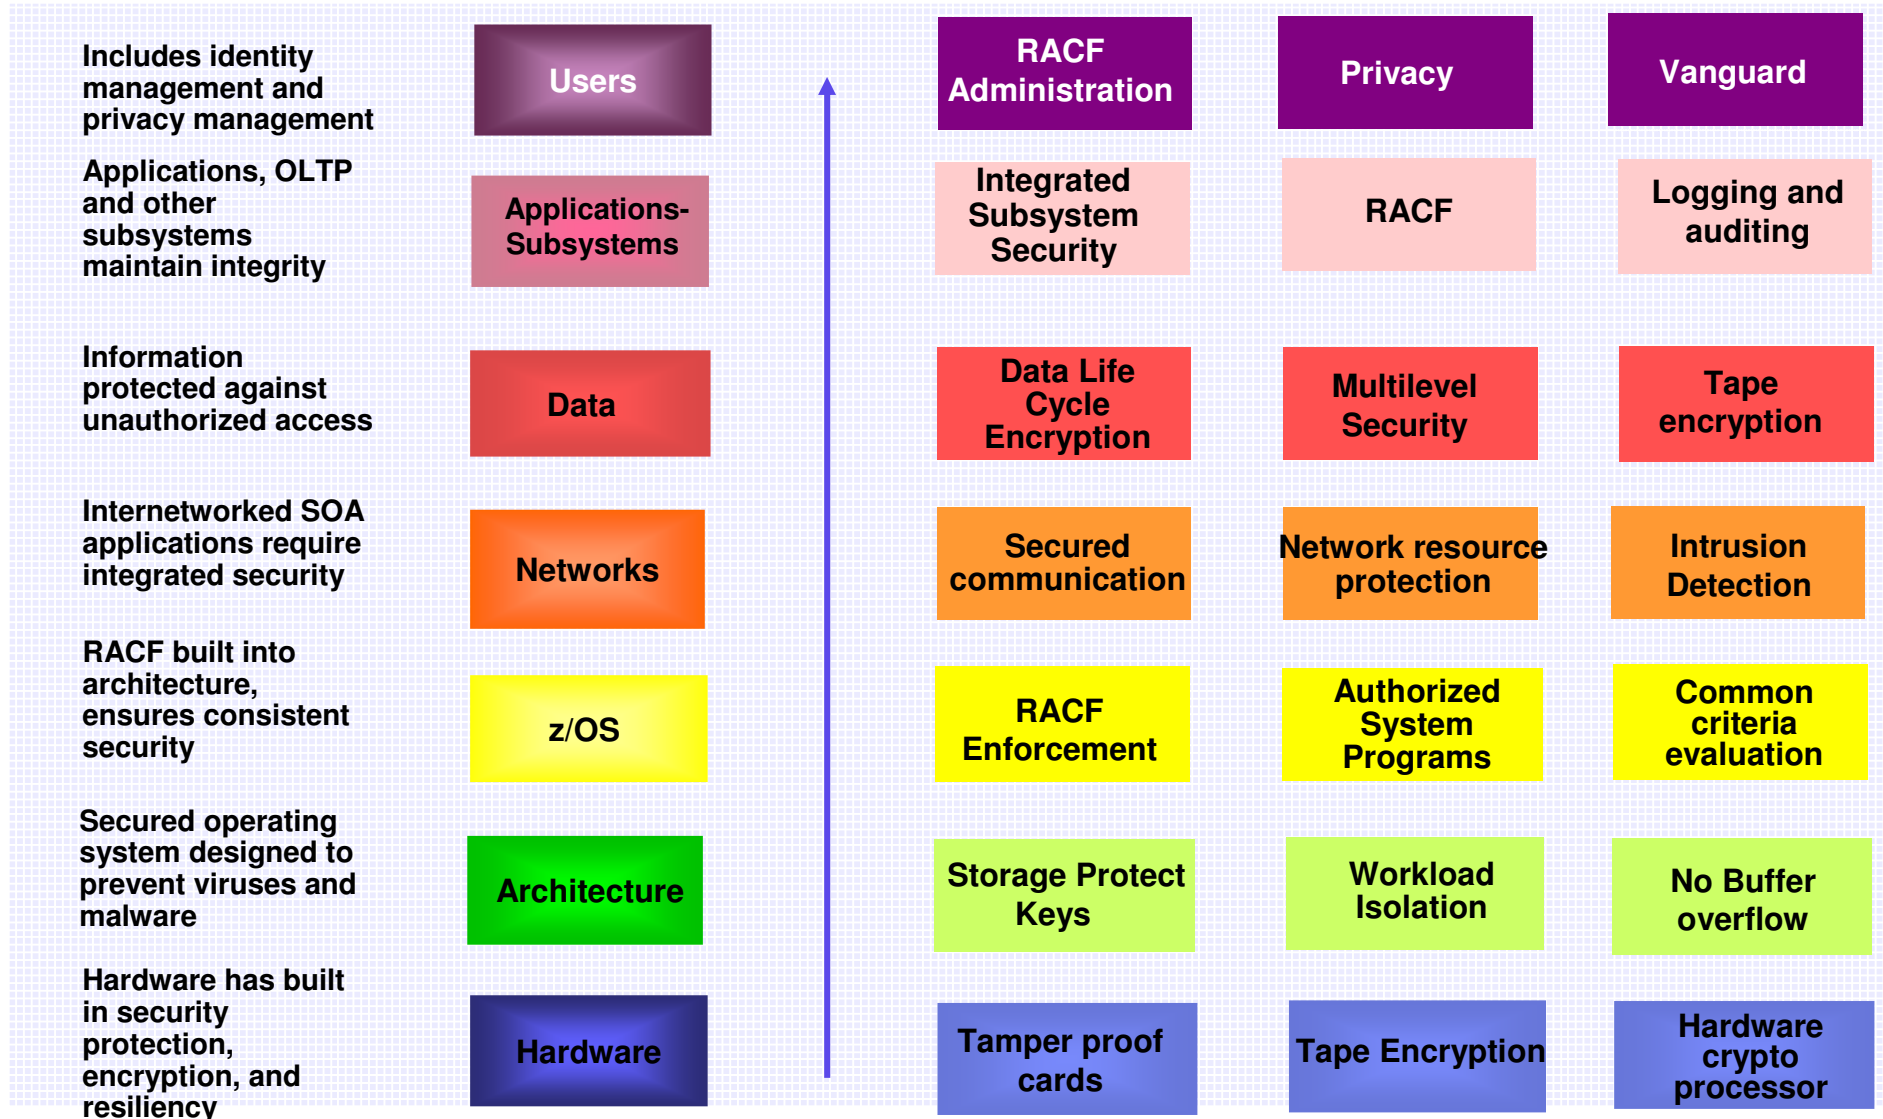 Includes identity
management and
privacy management
Users
RACF
Administration
Privacy
Vanguard
Applications, OLTP
and other
subsystems
maintain integrity
Applications-
Subsystems
Integrated
Subsystem
Security
RACF
Logging and
auditing
Information
protected against
unauthorized access
Data
Data Life
Cycle
Encryption
Multilevel
Security
Tape
encryption
Internetworked SOA
applications require
integrated security
Networks
Secured
communication
Network resource
protection
Intrusion
Detection
RACF built into
architecture,
ensures consistent
security
z/OS
RACF
Enforcement
Authorized
System
Programs
Common
criteria
evaluation
Secured operating
system designed to
prevent viruses and
malware
Architecture
Storage Protect
Keys
Workload
Isolation
No Buffer
overflow
Hardware has built
in security
protection,
encryption, and
resiliency
Hardware
Tamper proof
cards
Tape Encryption
Hardware
crypto
processor